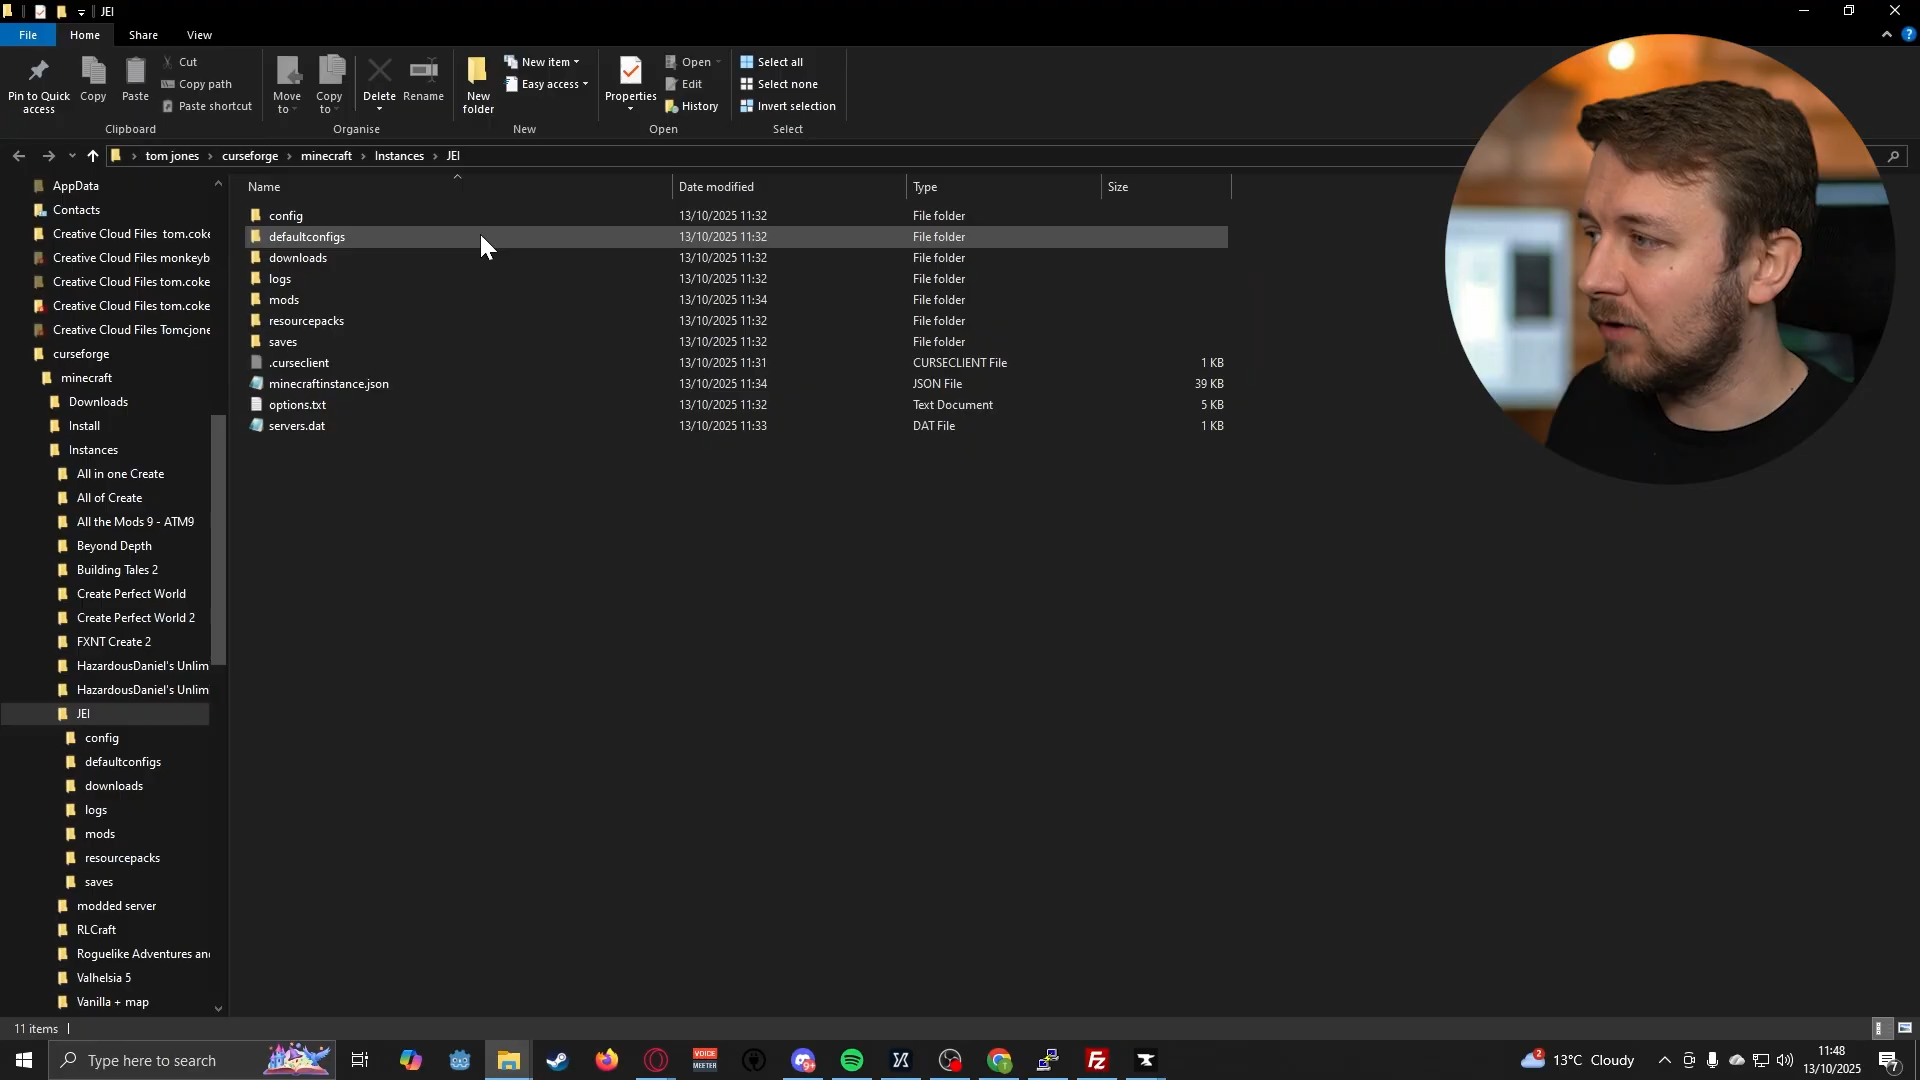 JEI
File Home Share View
Pin to Quick access
Copy
Paste
Cut
Copy path
Paste shortcut
Clipboard
Move to
Copy to
Delete
Rename
Organise
New folder
New item
Easy access
New
Properties
Open
Edit
History
Open
Select all
Select none
Invert selection
Select
tom jones › curseforge › minecraft › Instances › JEI
AppData
Contacts
Creative Cloud Files tom.coke
Creative Cloud Files monkeyb
Creative Cloud Files tom.coke
Creative Cloud Files tom.coke
Creative Cloud Files Tomcjone
curseforge
minecraft
Downloads
Install
Instances
All in one Create
All of Create
All the Mods 9 - ATM9
Beyond Depth
Building Tales 2
Create Perfect World
Create Perfect World 2
FXNT Create 2
HazardousDaniel's Unlim
HazardousDaniel's Unlim
JEI
config
defaultconfigs
downloads
logs
mods
resourcepacks
saves
modded server
RLCraft
Roguelike Adventures an
Valhelsia 5
Vanilla + map
Name Date modified Type Size
config 13/10/2025 11:32 File folder
defaultconfigs 13/10/2025 11:32 File folder
downloads 13/10/2025 11:32 File folder
logs 13/10/2025 11:32 File folder
mods 13/10/2025 11:34 File folder
resourcepacks 13/10/2025 11:32 File folder
saves 13/10/2025 11:32 File folder
.curseclient 13/10/2025 11:31 CURSECLIENT File 1 KB
minecraftinstance.json 13/10/2025 11:34 JSON File 39 KB
options.txt 13/10/2025 11:32 Text Document 5 KB
servers.dat 13/10/2025 11:33 DAT File 1 KB
11 items
Type here to search
VOICE MEETER
9+
Fz
2
13°C Cloudy
11:48
13/10/2025
7